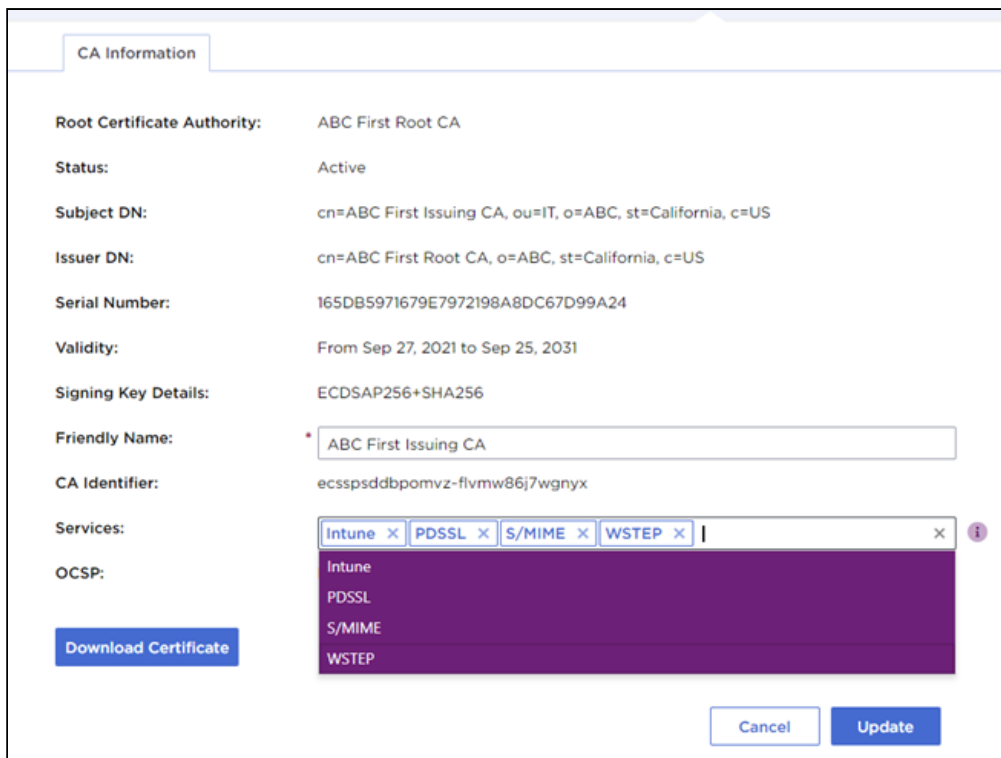 CA Information
Root Certificate Authority: ABC First Root CA
Status: Active
Subject DN: cn=ABC First Issuing CA, ou=IT, o=ABC, st=California, c=US
Issuer DN: cn=ABC First Root CA, o=ABC, st=California, c=US
Serial Number: 165DB5971679E7972198A8DC67D99A24
Validity: From Sep 27, 2021 to Sep 25, 2031
Signing Key Details: ECDSAP256+SHA256
Friendly Name: * ABC First Issuing CA
CA Identifier: ecsspsddbpomvz-flvmw86j7wgnyx
Services: Intune × PDSSL × S/MIME × WSTEP × × i
OCSP: Intune
PDSSL
S/MIME
Download Certificate WSTEP
Cancel Update